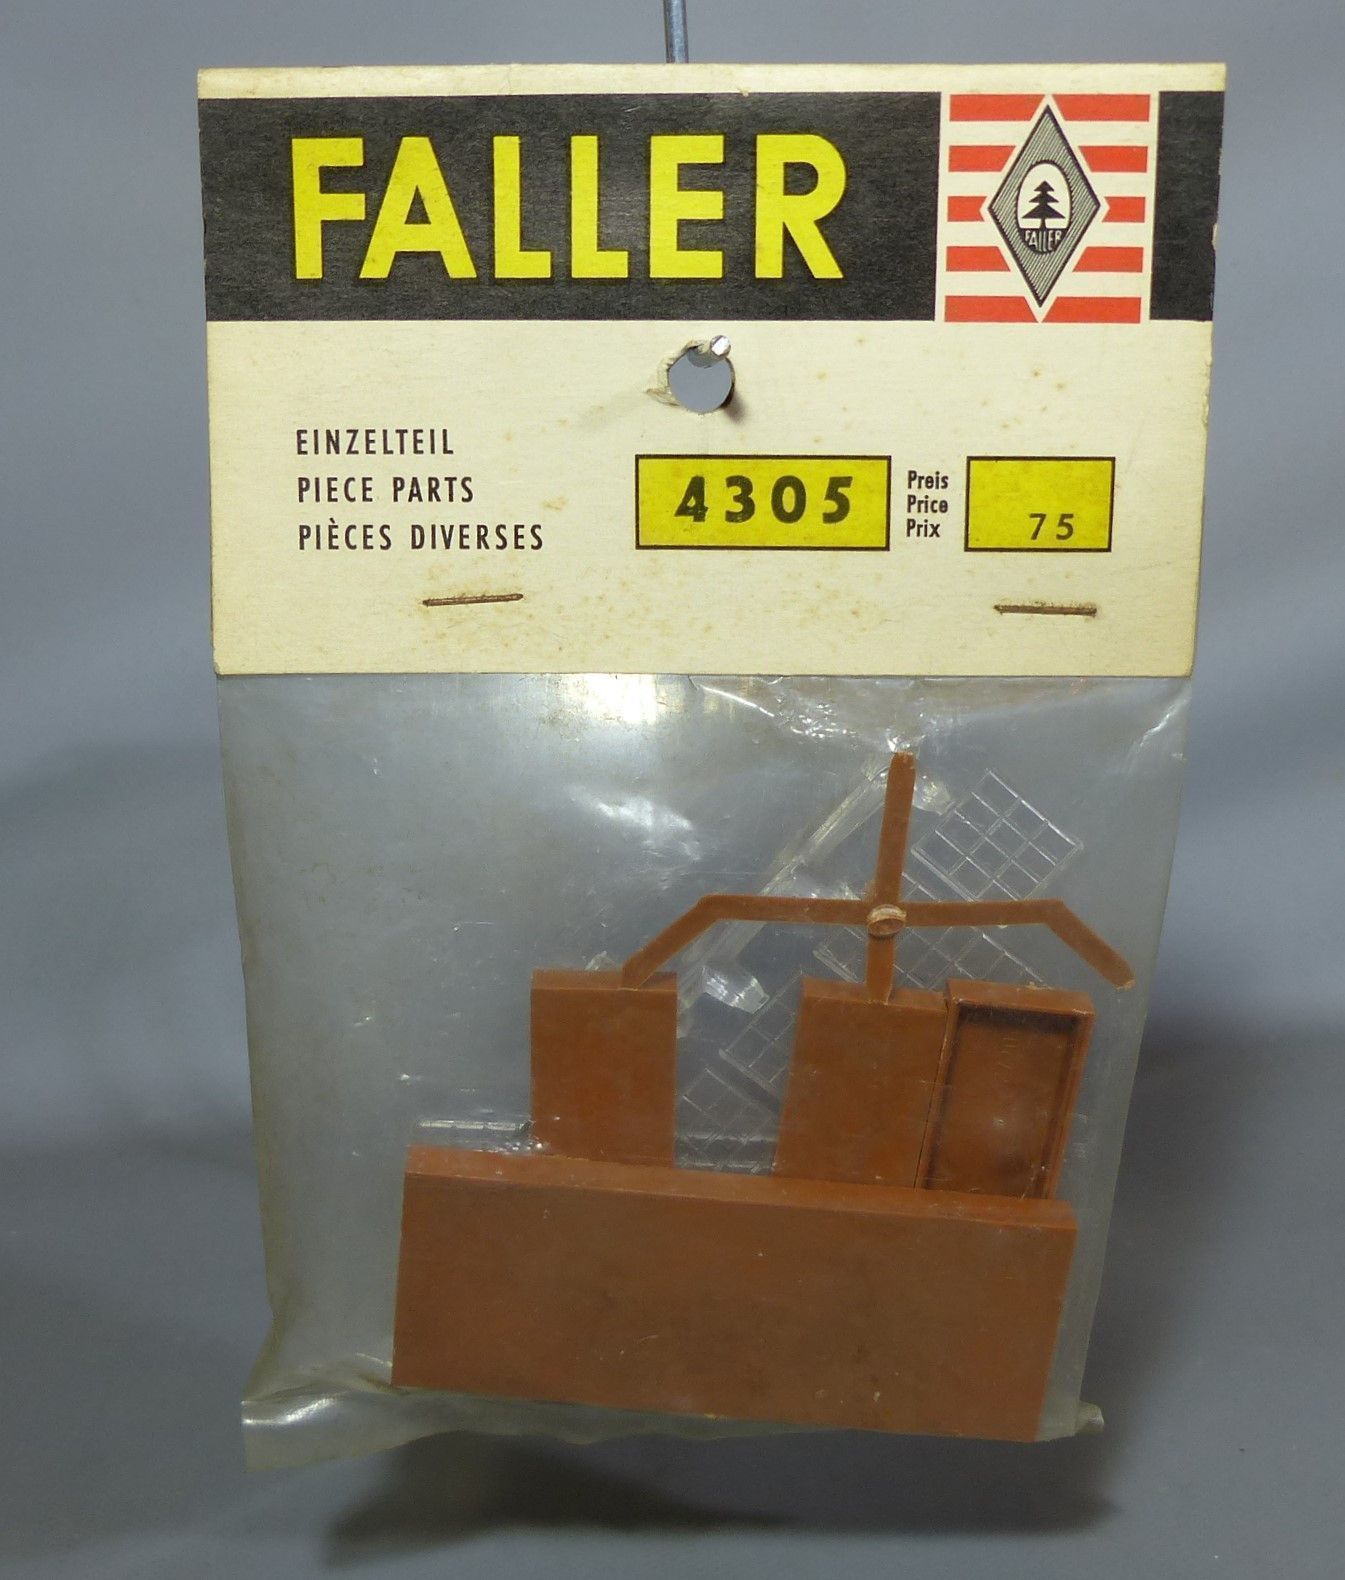 FALLER
FALLER
EINZELTEIL
PIECE PARTS
PIÈCES DIVERSES
4305
Preis
Price
Prix
75